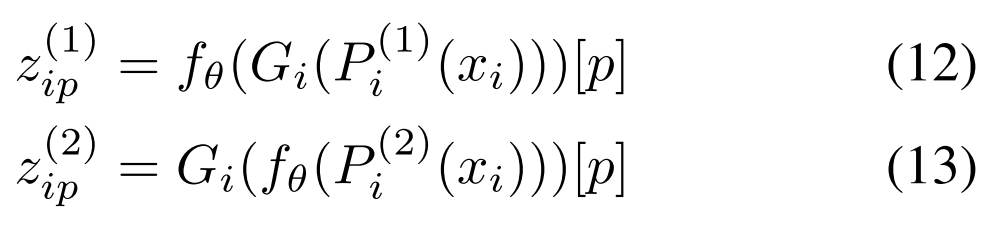 z_{ip}^{(1)} = f_θ(G_i(P_i^{(1)}(x_i)))[p] (12)
z_{ip}^{(2)} = G_i(f_θ(P_i^{(2)}(x_i)))[p] (13)